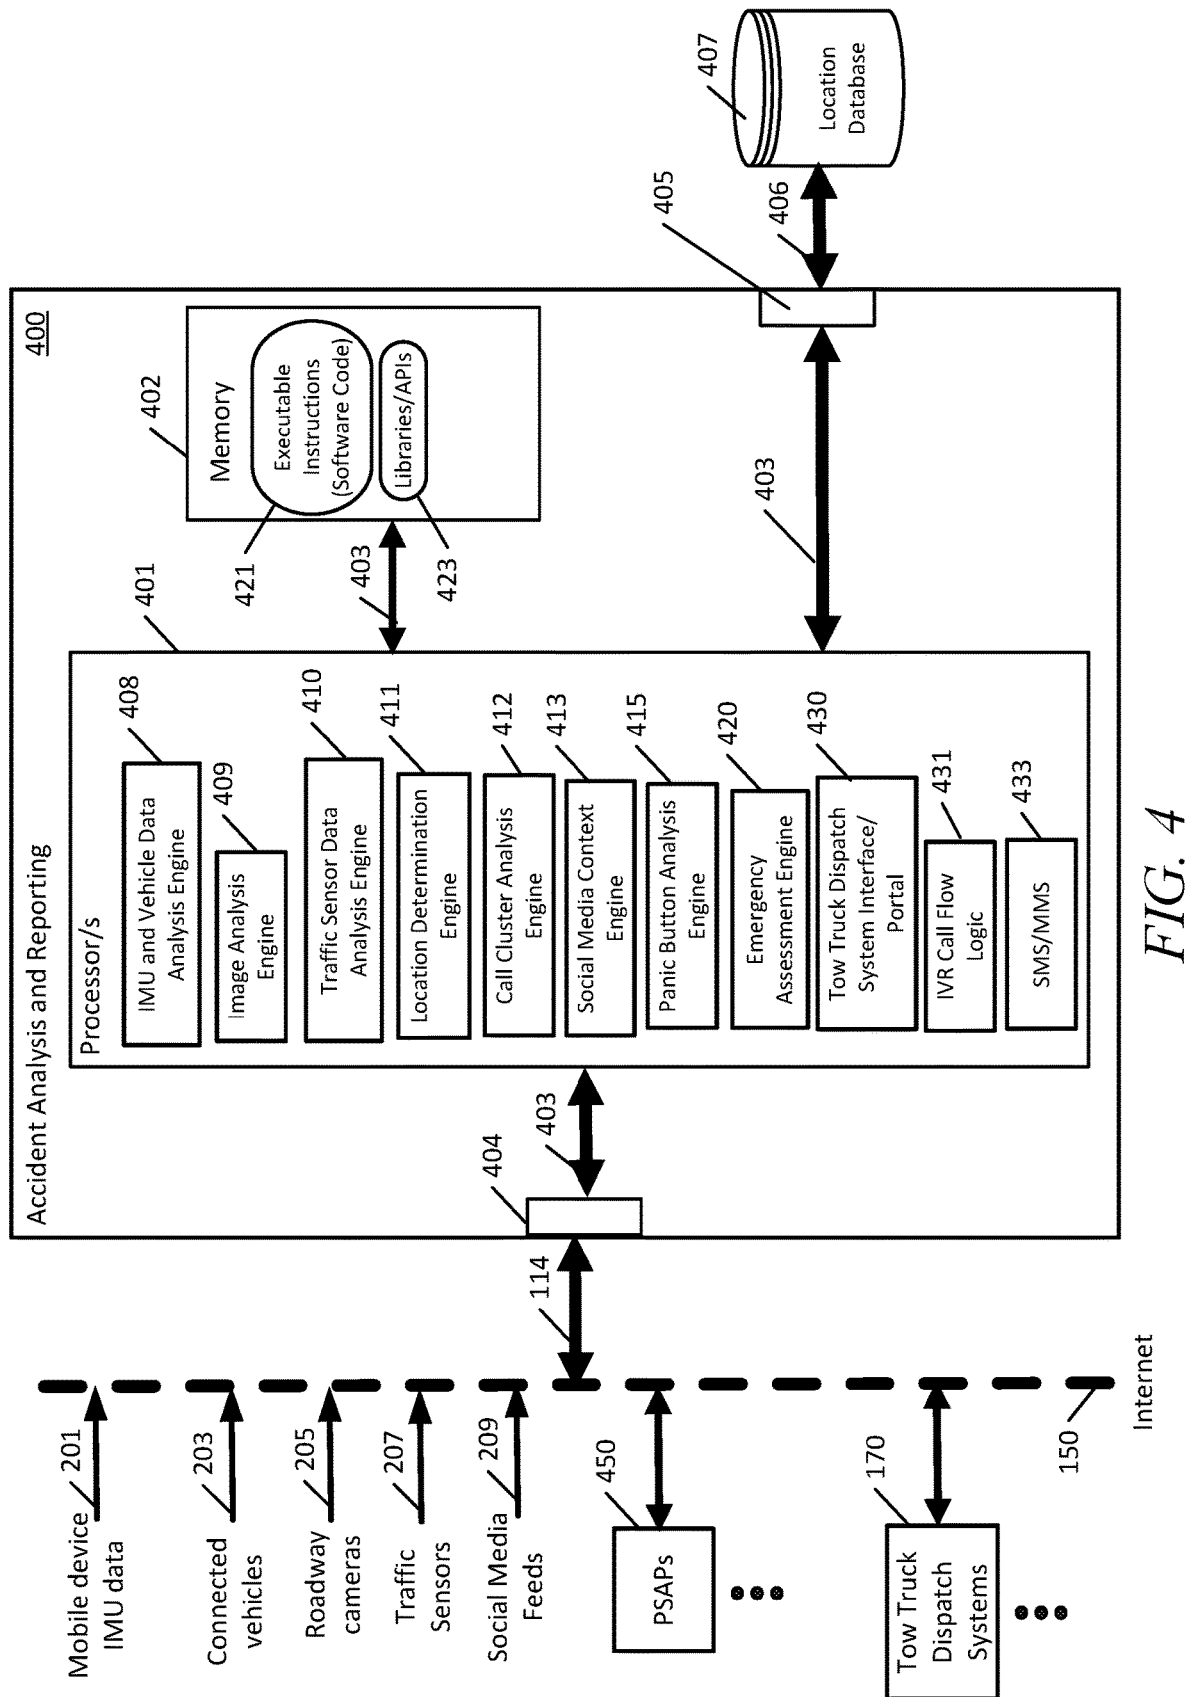 Accident Analysis and Reporting
400
Processor/s
401
IMU and Vehicle Data
Analysis Engine
408
Image Analysis
Engine
409
Traffic Sensor Data
Analysis Engine
410
Location Determination
Engine
411
Call Cluster Analysis
Engine
412
Social Media Context
Engine
413
Panic Button Analysis
Engine
415
Emergency
Assessment Engine
420
Tow Truck Dispatch
System Interface/
Portal
430
IVR Call Flow
Logic
431
SMS/MMS
433
402
Memory
Executable
Instructions
(Software Code)
Libraries/APIs
421
423
403
403
403
404
405
406
407
Location
Database
114
Mobile device
IMU data
201
Connected
vehicles
203
Roadway
cameras
205
Traffic
Sensors
207
Social Media
Feeds
209
PSAPs
450
Tow Truck
Dispatch
Systems
170
150
Internet
FIG. 4